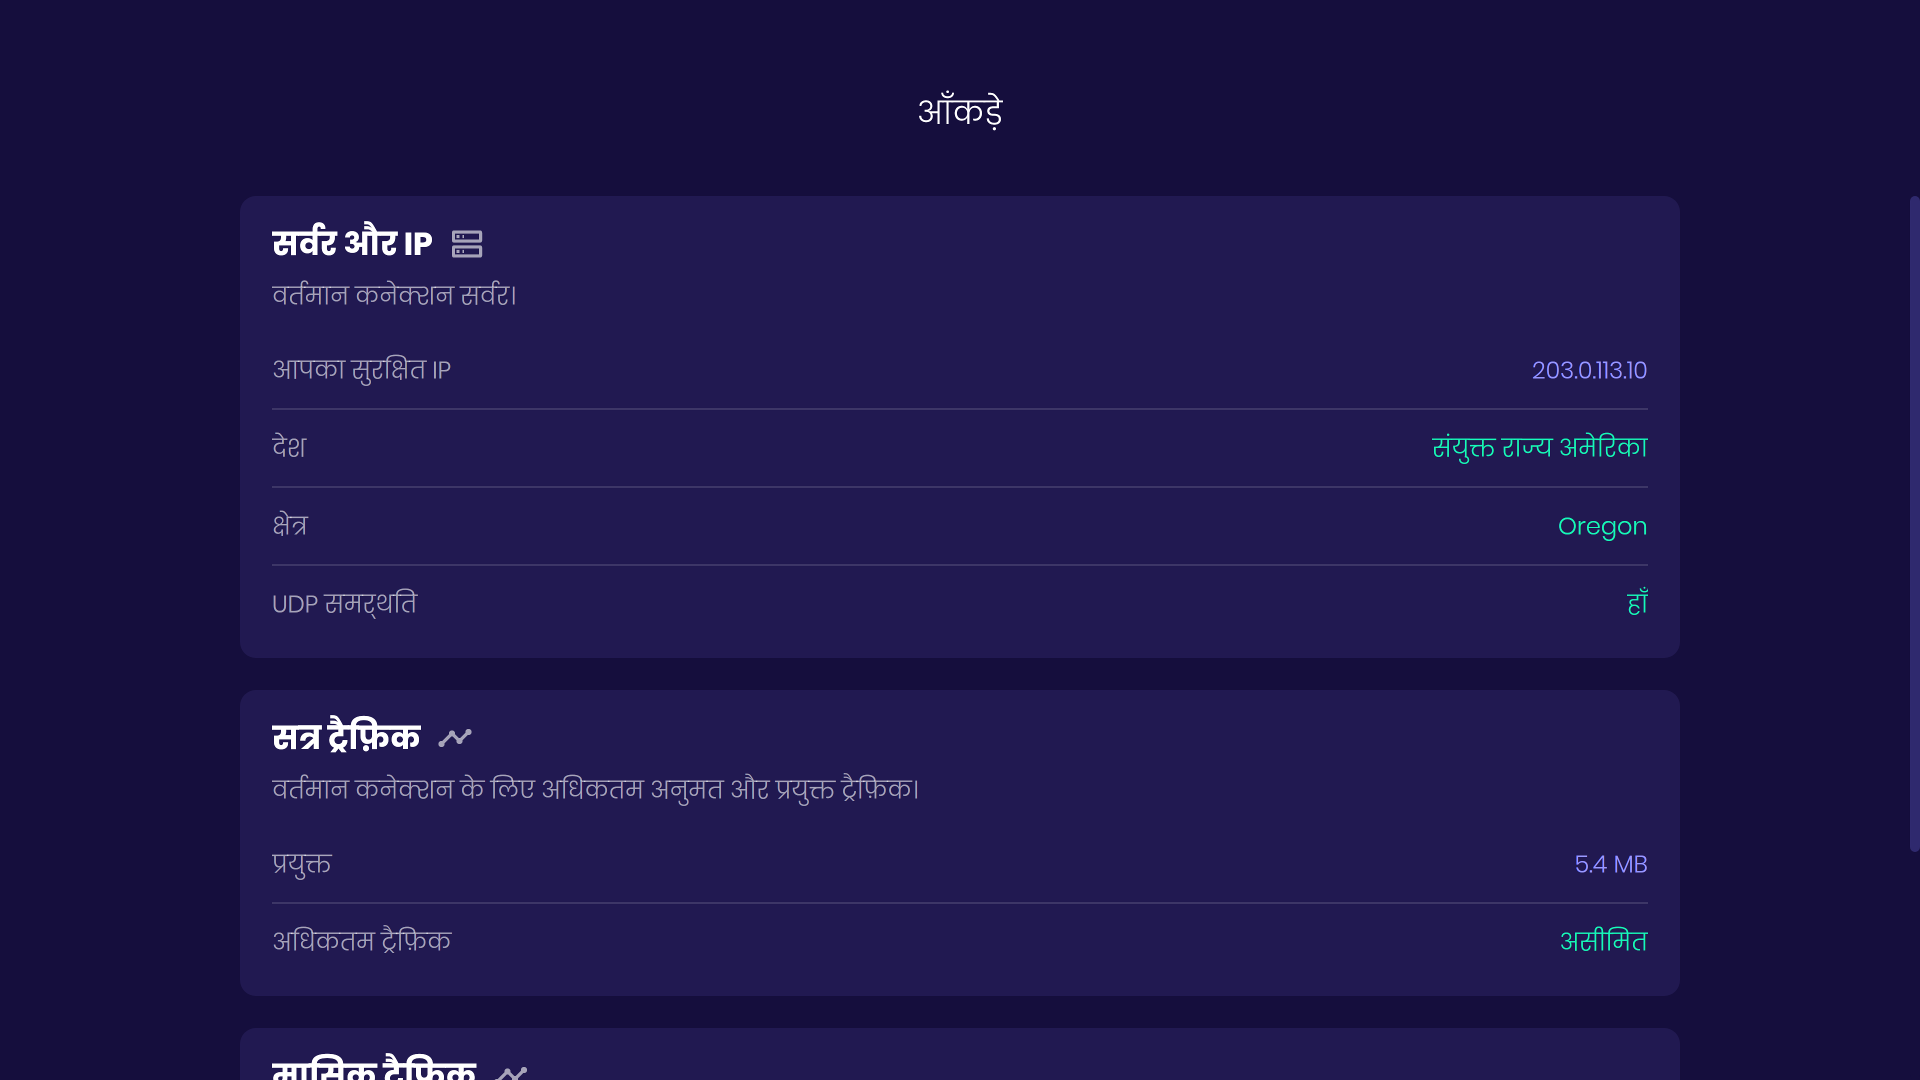 आँकड़े
सर्वर और IP
वर्तमान कनेक्शन सर्वर।
आपका सुरक्षित IP
203.0.113.10
देश
संयुक्त राज्य अमेरिका
क्षेत्र
Oregon
UDP समर्थित
हाँ
सत्र ट्रैफ़िक
वर्तमान कनेक्शन के लिए अधिकतम अनुमत और प्रयुक्त ट्रैफ़िक।
प्रयुक्त
5.4 MB
अधिकतम ट्रैफ़िक
असीमित
मासिक ट्रैफ़िक